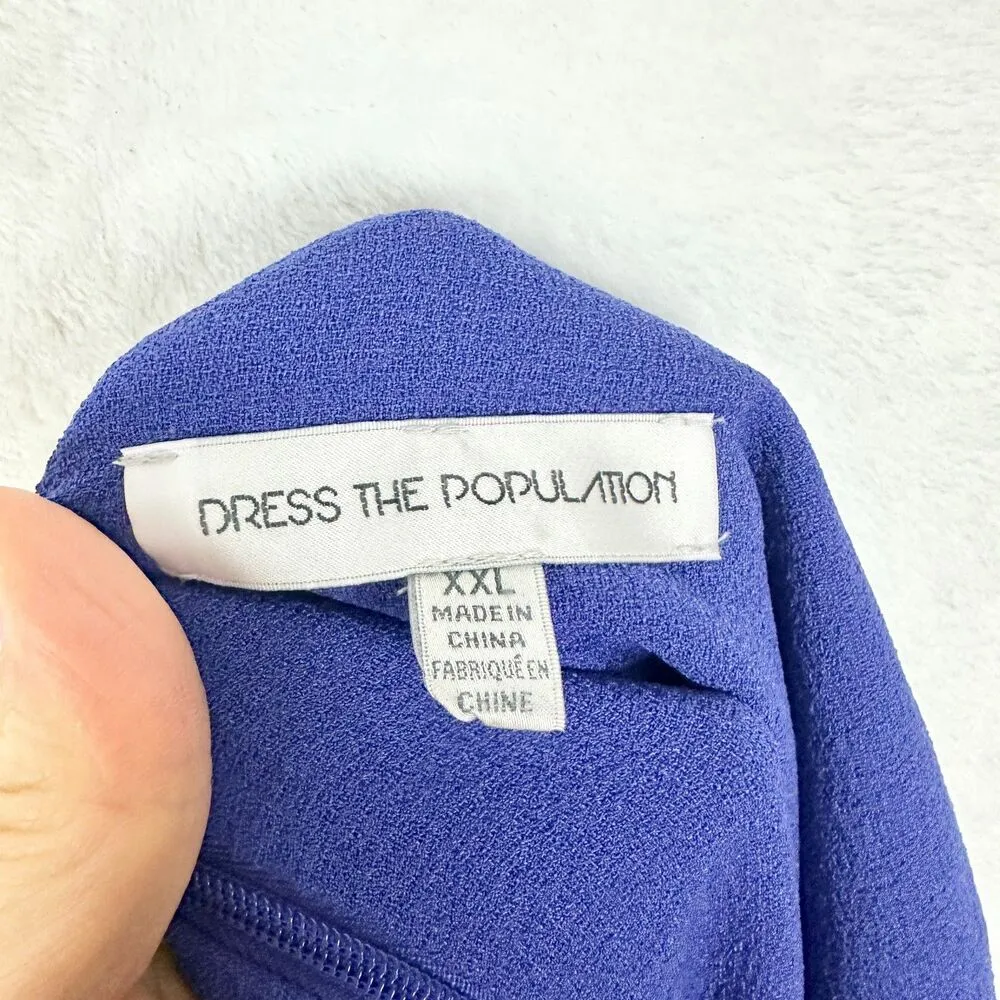 DRESS THE POPULATION
XXL
MADE IN
CHINA
FABRIQUÉ EN
CHINE